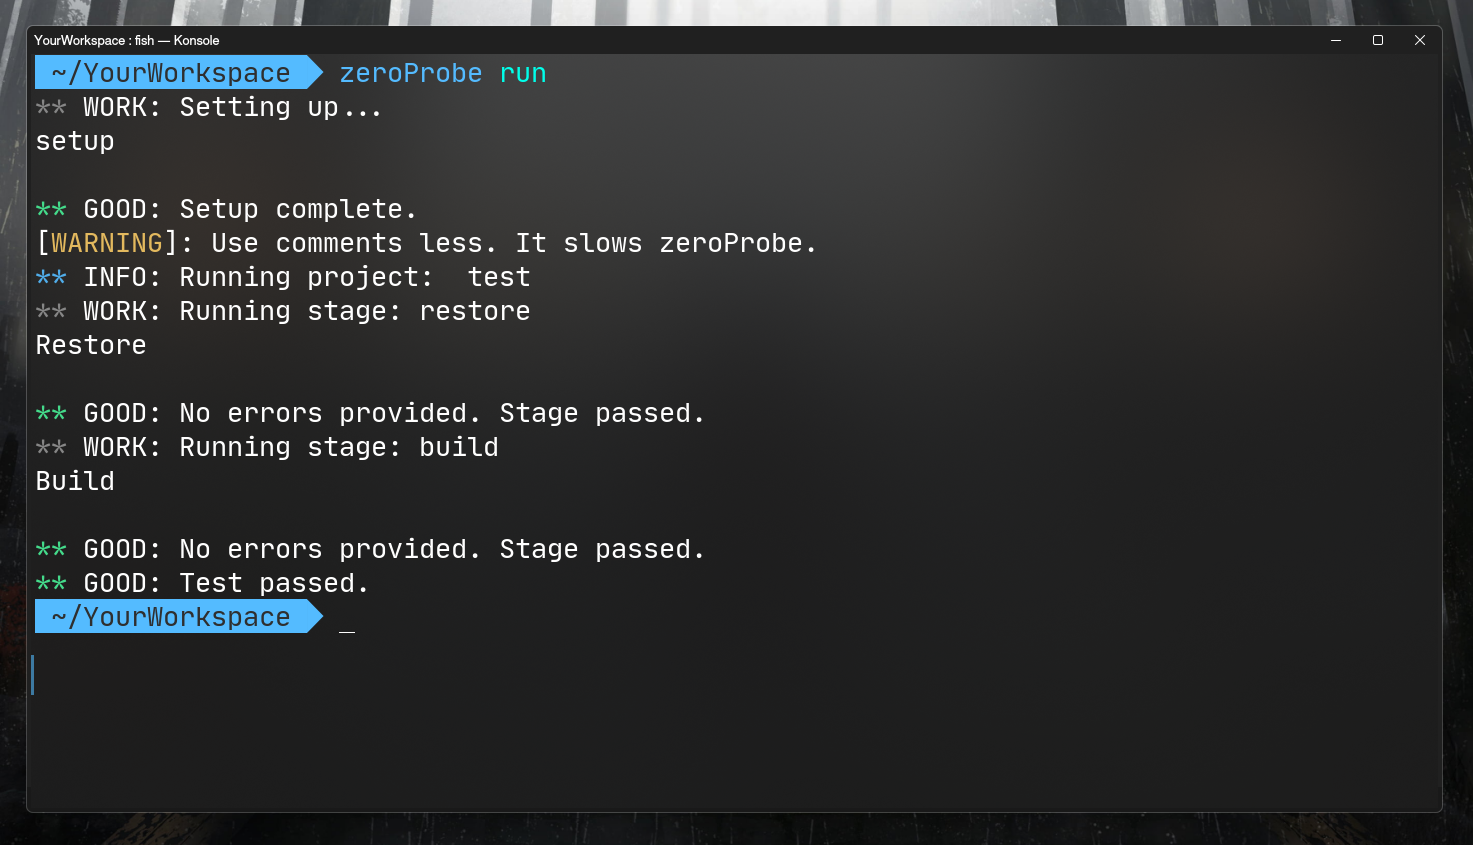 YourWorkspace : fish — Konsole
~/YourWorkspace zeroProbe run
** WORK: Setting up...
setup
** GOOD: Setup complete.
[WARNING]: Use comments less. It slows zeroProbe.
** INFO: Running project:  test
** WORK: Running stage: restore
Restore
** GOOD: No errors provided. Stage passed.
** WORK: Running stage: build
Build
** GOOD: No errors provided. Stage passed.
** GOOD: Test passed.
~/YourWorkspace _